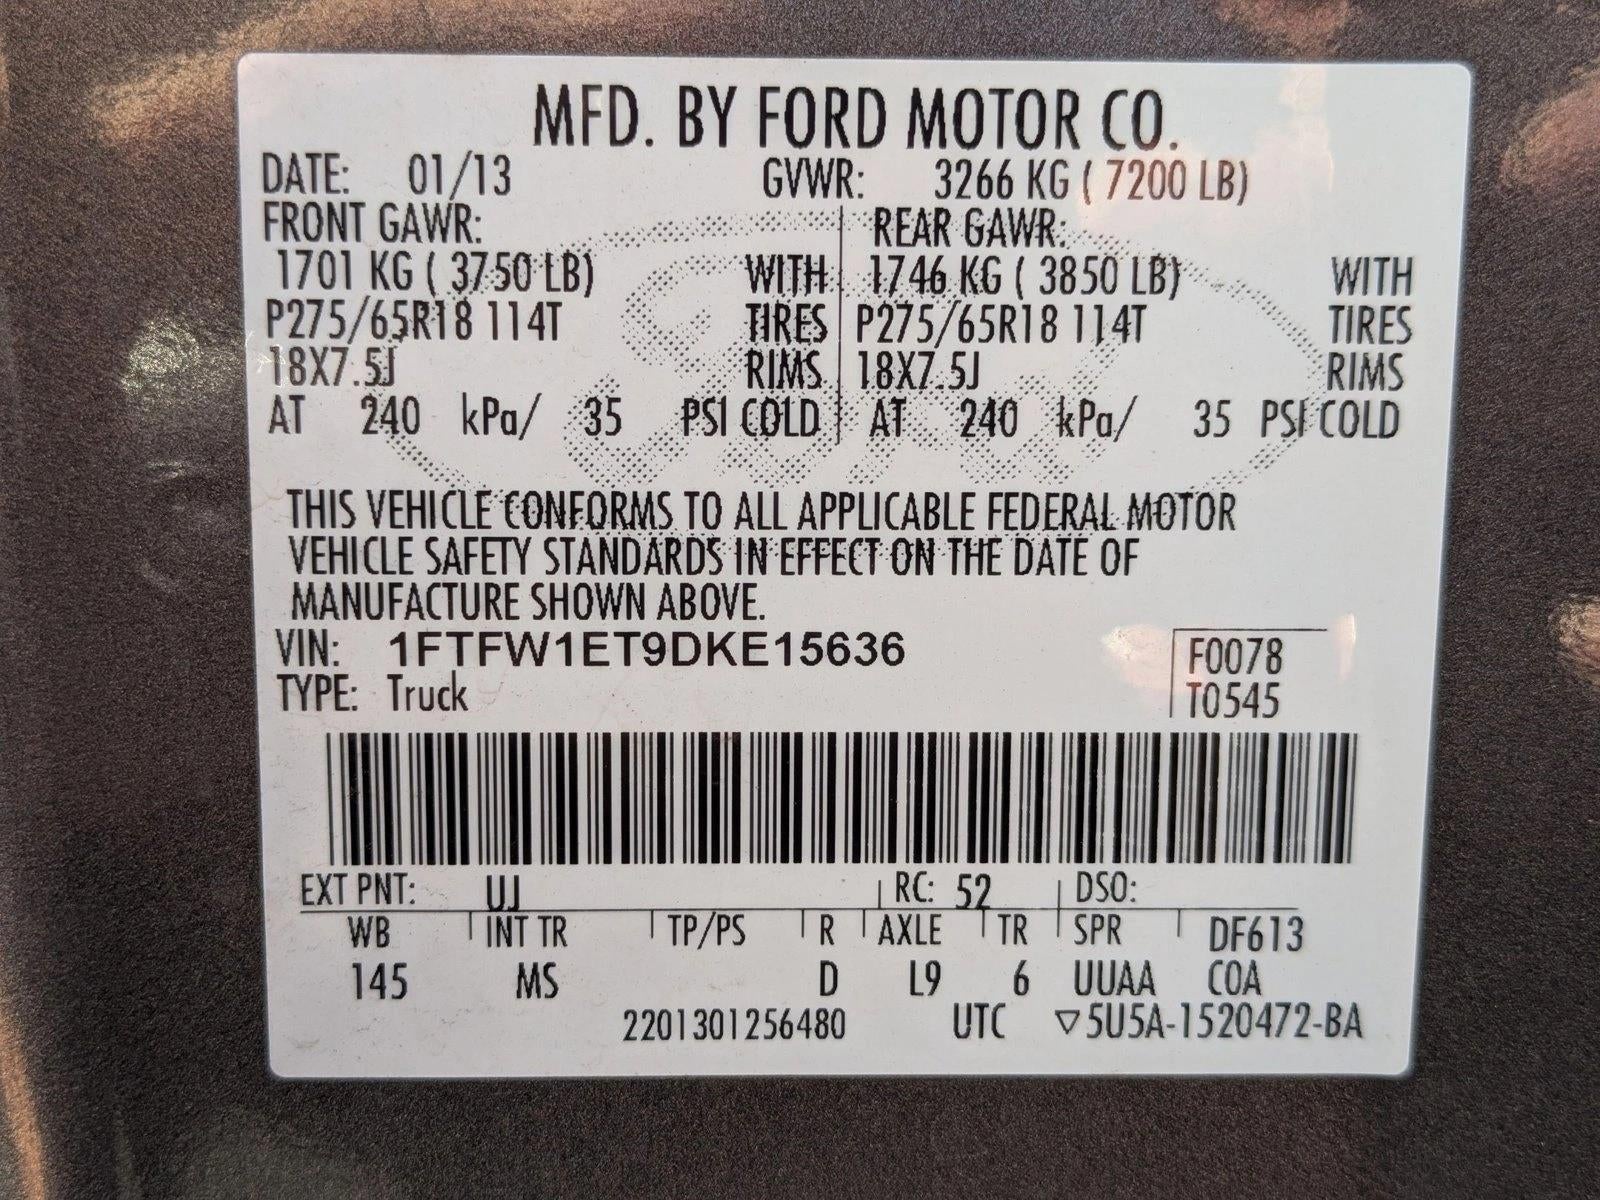 MFD. BY FORD MOTOR CO.
DATE: 01/13 GVWR: 3266 KG ( 7200 LB)
FRONT GAWR: REAR GAWR:
1701 KG ( 3750 LB) WITH 1746 KG ( 3850 LB) WITH
P275/65R18 114T TIRES P275/65R18 114T TIRES
18X7.5J RIMS 18X7.5J RIMS
AT 240 kPa/ 35 PSI COLD AT 240 kPa/ 35 PSI COLD
THIS VEHICLE CONFORMS TO ALL APPLICABLE FEDERAL MOTOR
VEHICLE SAFETY STANDARDS IN EFFECT ON THE DATE OF
MANUFACTURE SHOWN ABOVE.
VIN: 1FTFW1ET9DKE15636 F0078
TYPE: Truck T0545
EXT PNT: UJ RC: 52 DSO:
WB INT TR TP/PS R AXLE TR SPR DF613
145 MS D L9 6 UUAA COA
2201301256480 UTC ▽5U5A-1520472-BA